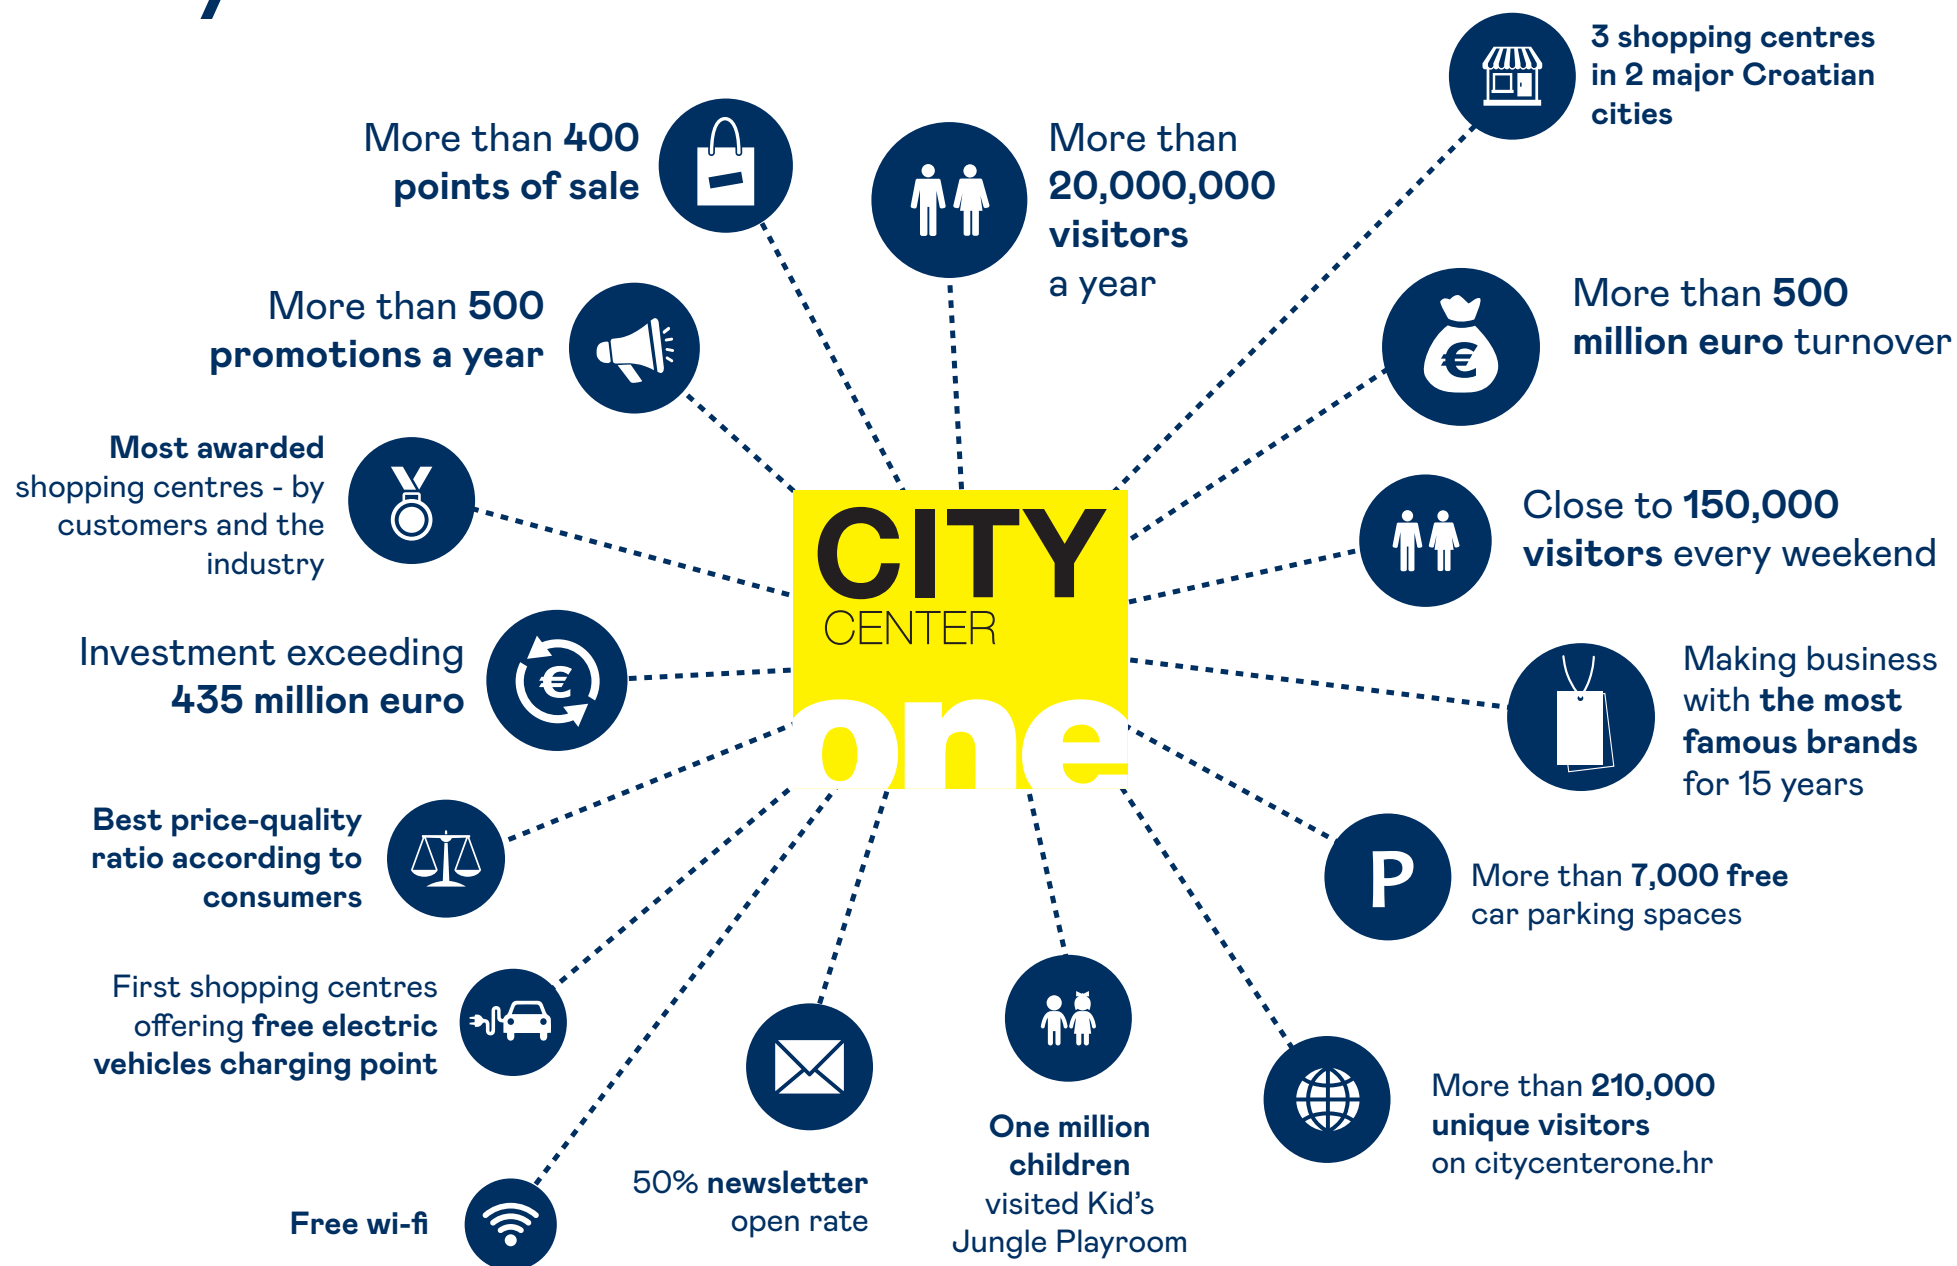 3 shopping centres
in 2 major Croatian
cities
More than 400
points of sale
More than
20,000,000
visitors
a year
More than 500
promotions a year
More than 500
million euro turnover
Most awarded
shopping centres - by
customers and the
industry
CITY
CENTER
one
Close to 150,000
visitors every weekend
Investment exceeding
435 million euro
Making business
with the most
famous brands
for 15 years
Best price-quality
ratio according to
consumers
P
More than 7,000 free
car parking spaces
First shopping centres
offering free electric
vehicles charging point
More than 210,000
unique visitors
on citycenterone.hr
One million
children
visited Kid’s
Jungle Playroom
50% newsletter
open rate
Free wi-fi